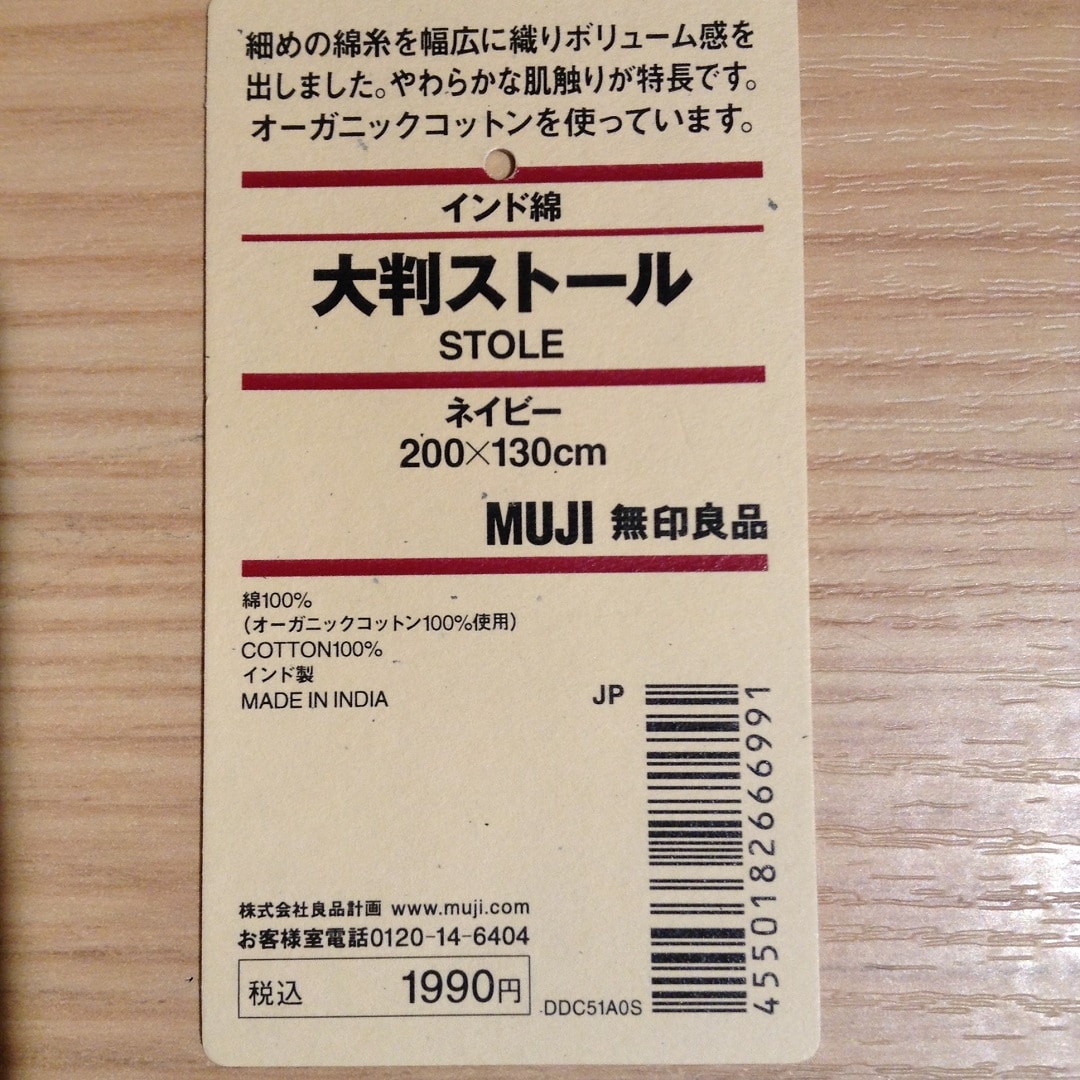 細めの綿糸を幅広に織りボリューム感を
出しました。やわらかな肌触りが特長です。
オーガニックコットンを使っています。
インド綿
大判ストール
STOLE
ネイビー
200×130cm
MUJI 無印良品
綿100%
(オーガニックコットン100%使用)
COTTON100%
インド製
MADE IN INDIA
JP
4550182666991
株式会社良品計画 www.muji.com
お客様室電話0120-14-6404
税込 1990円
DDC51A0S